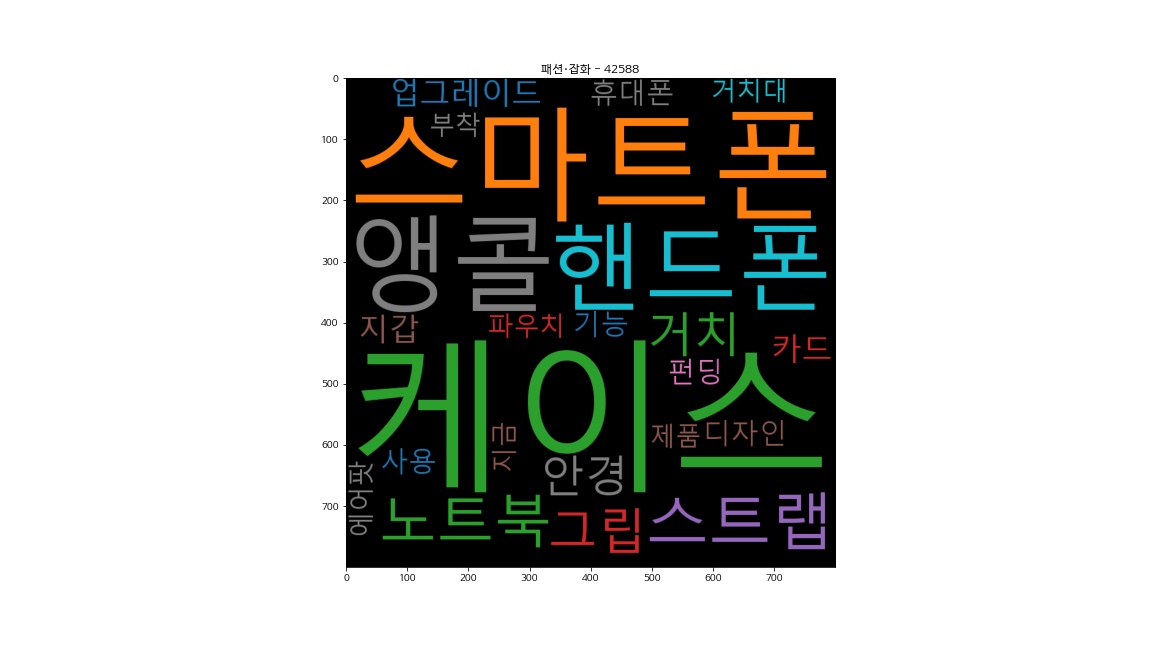 패션·잡화 - 42588
업그레이드 휴대폰 거치대
부착
스마트폰
앵콜 핸드폰
지갑 파우치 기능 거치 카드
펀딩
케이스
지금 제품 디자인
에어팟 사용 안경
노트북 그립 스트랩
0
100
200
300
400
500
600
700
0 100 200 300 400 500 600 700